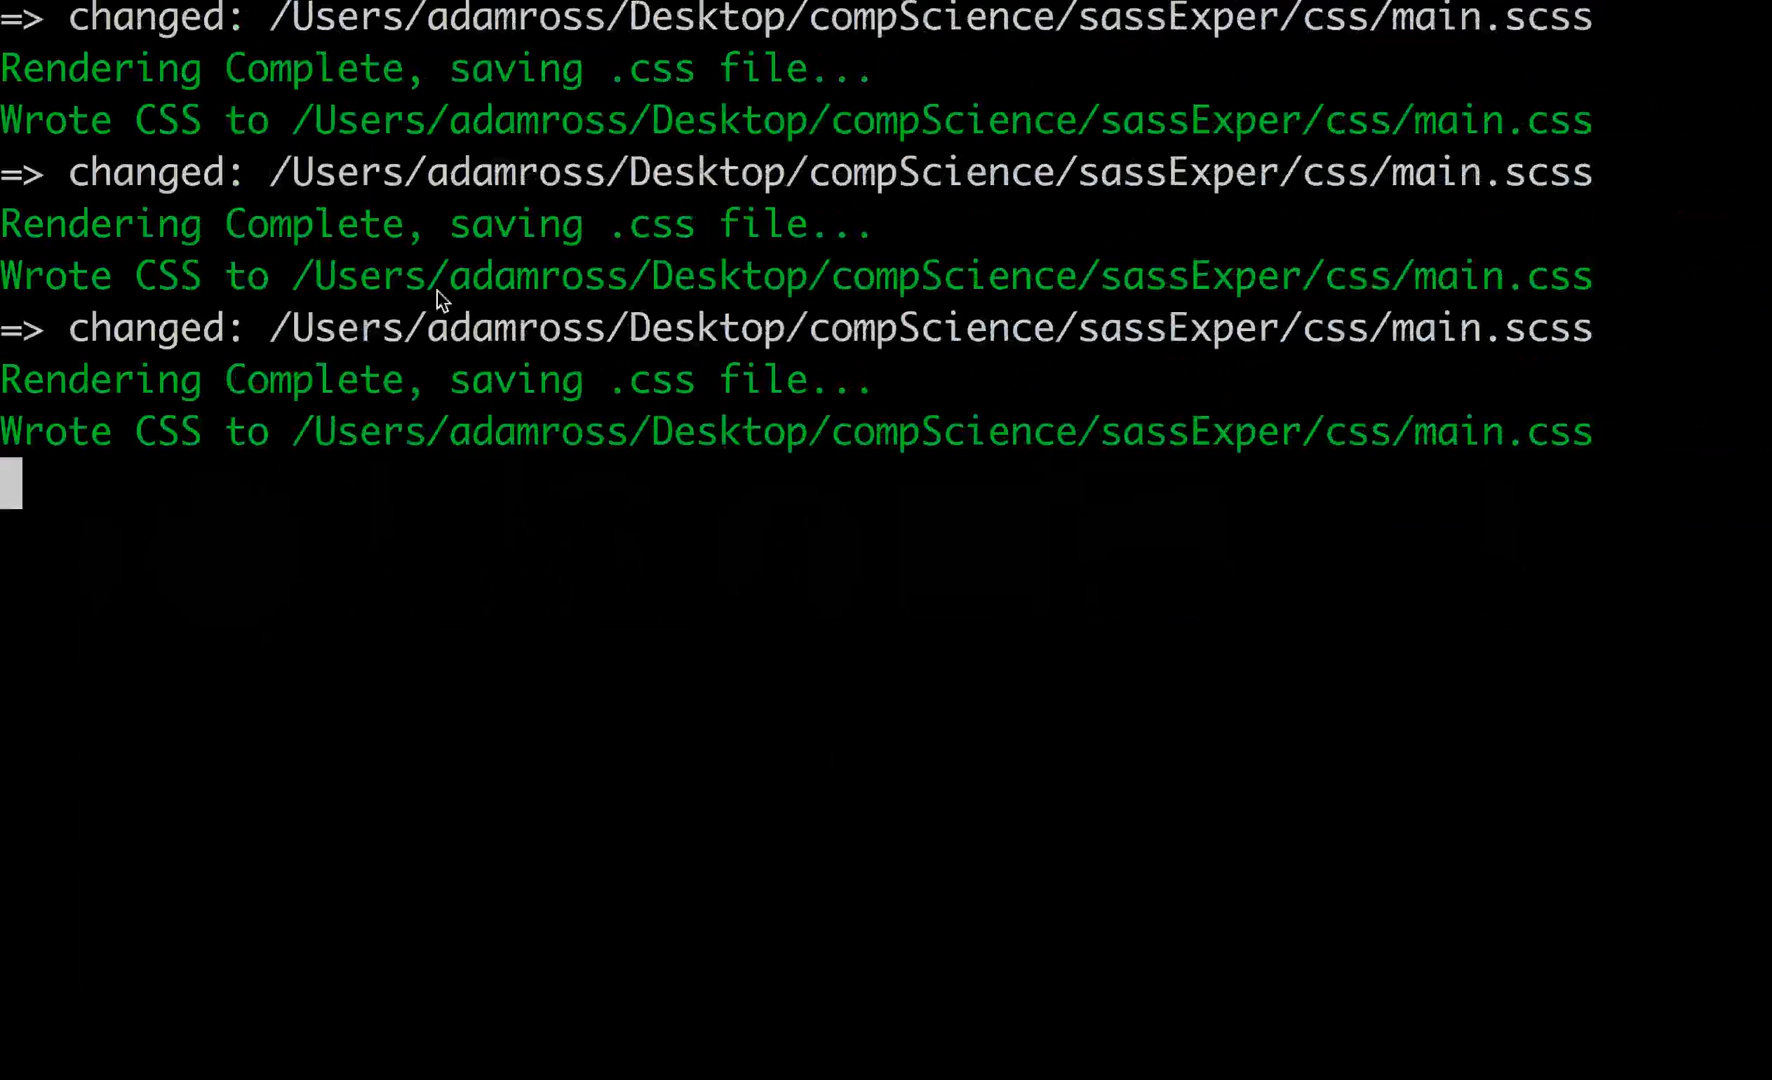 => changed: /Users/adamross/Desktop/compScience/sassExper/css/main.scss
Rendering Complete, saving .css file...
Wrote CSS to /Users/adamross/Desktop/compScience/sassExper/css/main.css
=> changed: /Users/adamross/Desktop/compScience/sassExper/css/main.scss
Rendering Complete, saving .css file...
Wrote CSS to /Users/adamross/Desktop/compScience/sassExper/css/main.css
=> changed: /Users/adamross/Desktop/compScience/sassExper/css/main.scss
Rendering Complete, saving .css file...
Wrote CSS to /Users/adamross/Desktop/compScience/sassExper/css/main.css